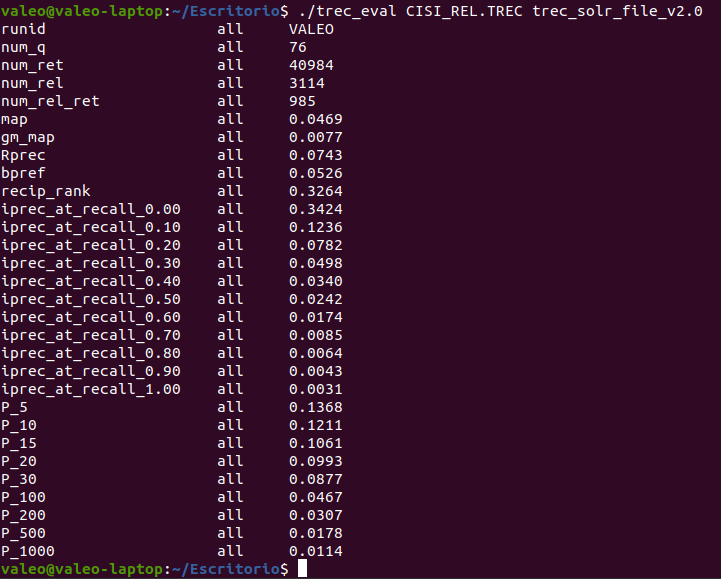 valeo@valeo-laptop:~/Escritorio$ ./trec_eval CISI_REL.TREC trec_solr_file_v2.0
runid all VALEO
num_q all 76
num_ret all 40984
num_rel all 3114
num_rel_ret all 985
map all 0.0469
gm_map all 0.0077
Rprec all 0.0743
bpref all 0.0526
recip_rank all 0.3264
iprec_at_recall_0.00 all 0.3424
iprec_at_recall_0.10 all 0.1236
iprec_at_recall_0.20 all 0.0782
iprec_at_recall_0.30 all 0.0498
iprec_at_recall_0.40 all 0.0340
iprec_at_recall_0.50 all 0.0242
iprec_at_recall_0.60 all 0.0174
iprec_at_recall_0.70 all 0.0085
iprec_at_recall_0.80 all 0.0064
iprec_at_recall_0.90 all 0.0043
iprec_at_recall_1.00 all 0.0031
P_5 all 0.1368
P_10 all 0.1211
P_15 all 0.1061
P_20 all 0.0993
P_30 all 0.0877
P_100 all 0.0467
P_200 all 0.0307
P_500 all 0.0178
P_1000 all 0.0114
valeo@valeo-laptop:~/Escritorio$